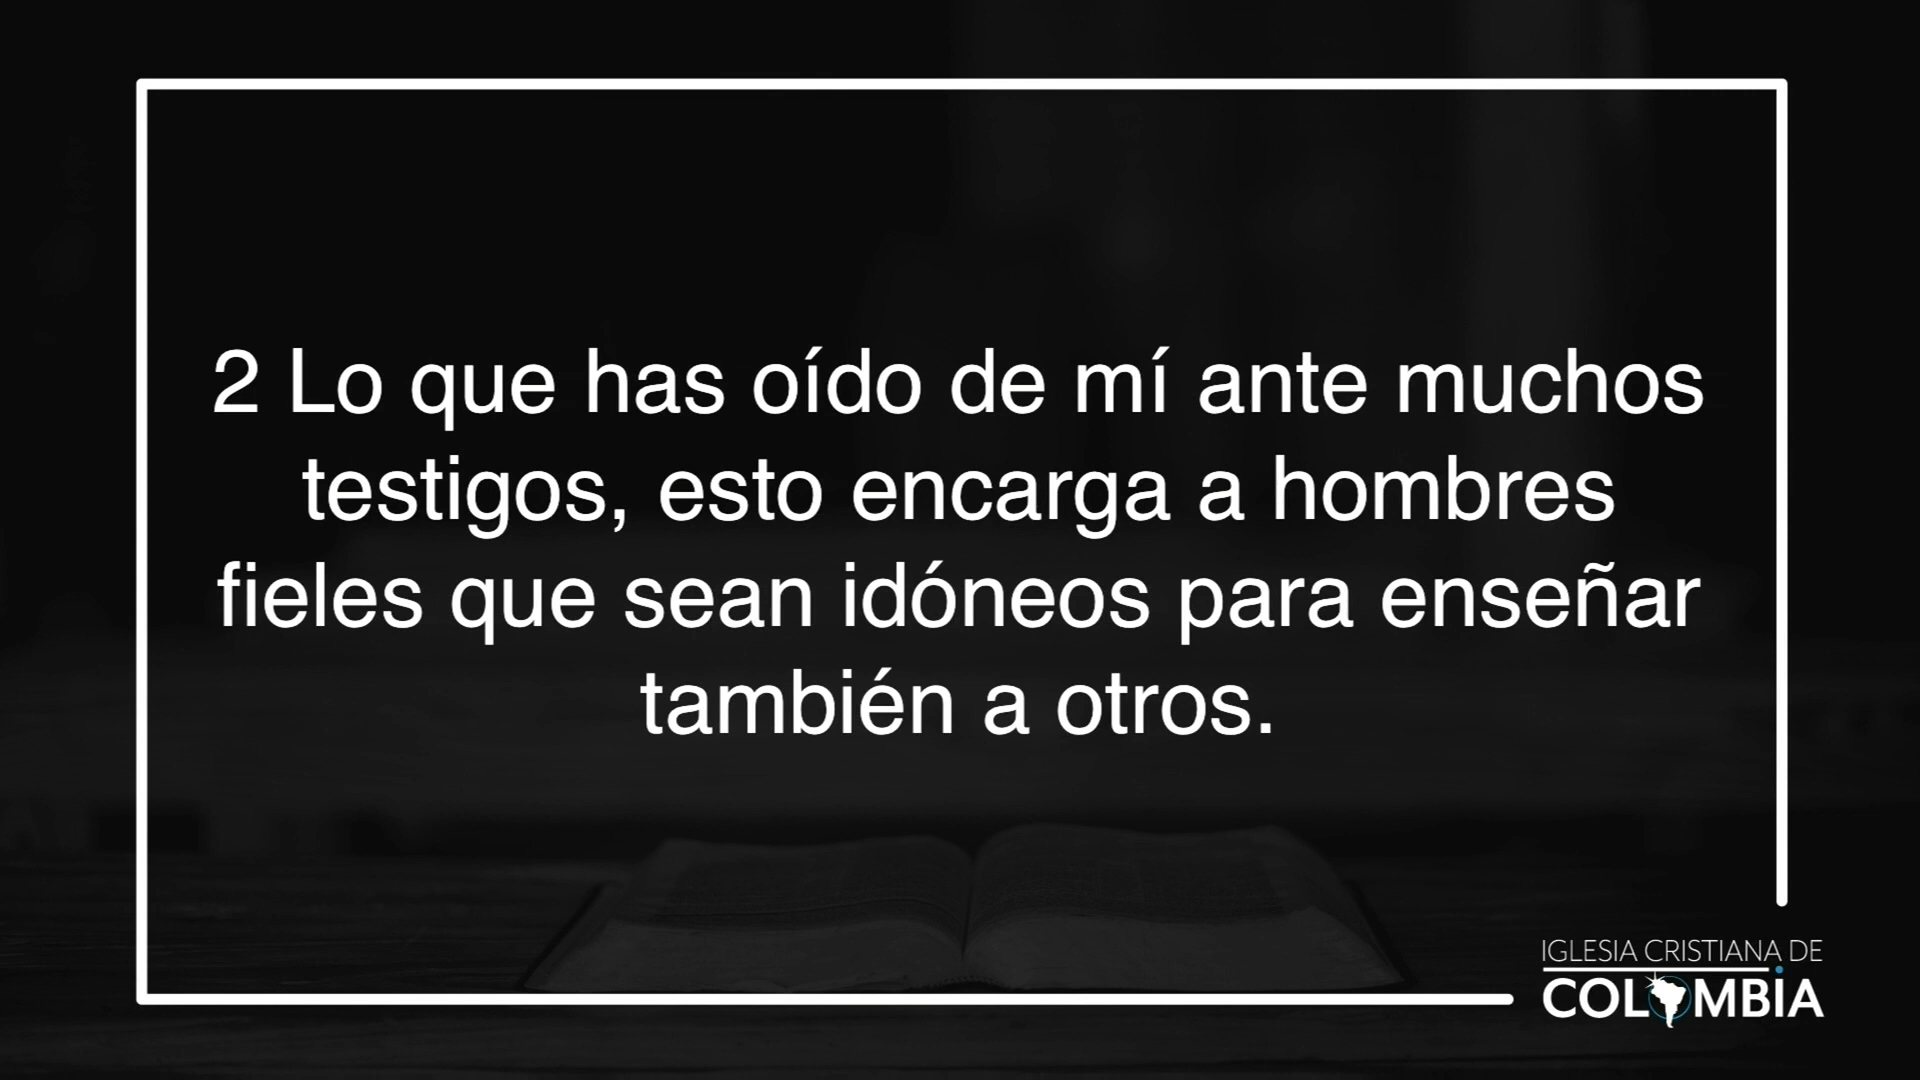 2 Lo que has oído de mí ante muchos
testigos, esto encarga a hombres
fieles que sean idóneos para enseñar
también a otros.
IGLESIA CRISTIANA DE
COLOMBIA